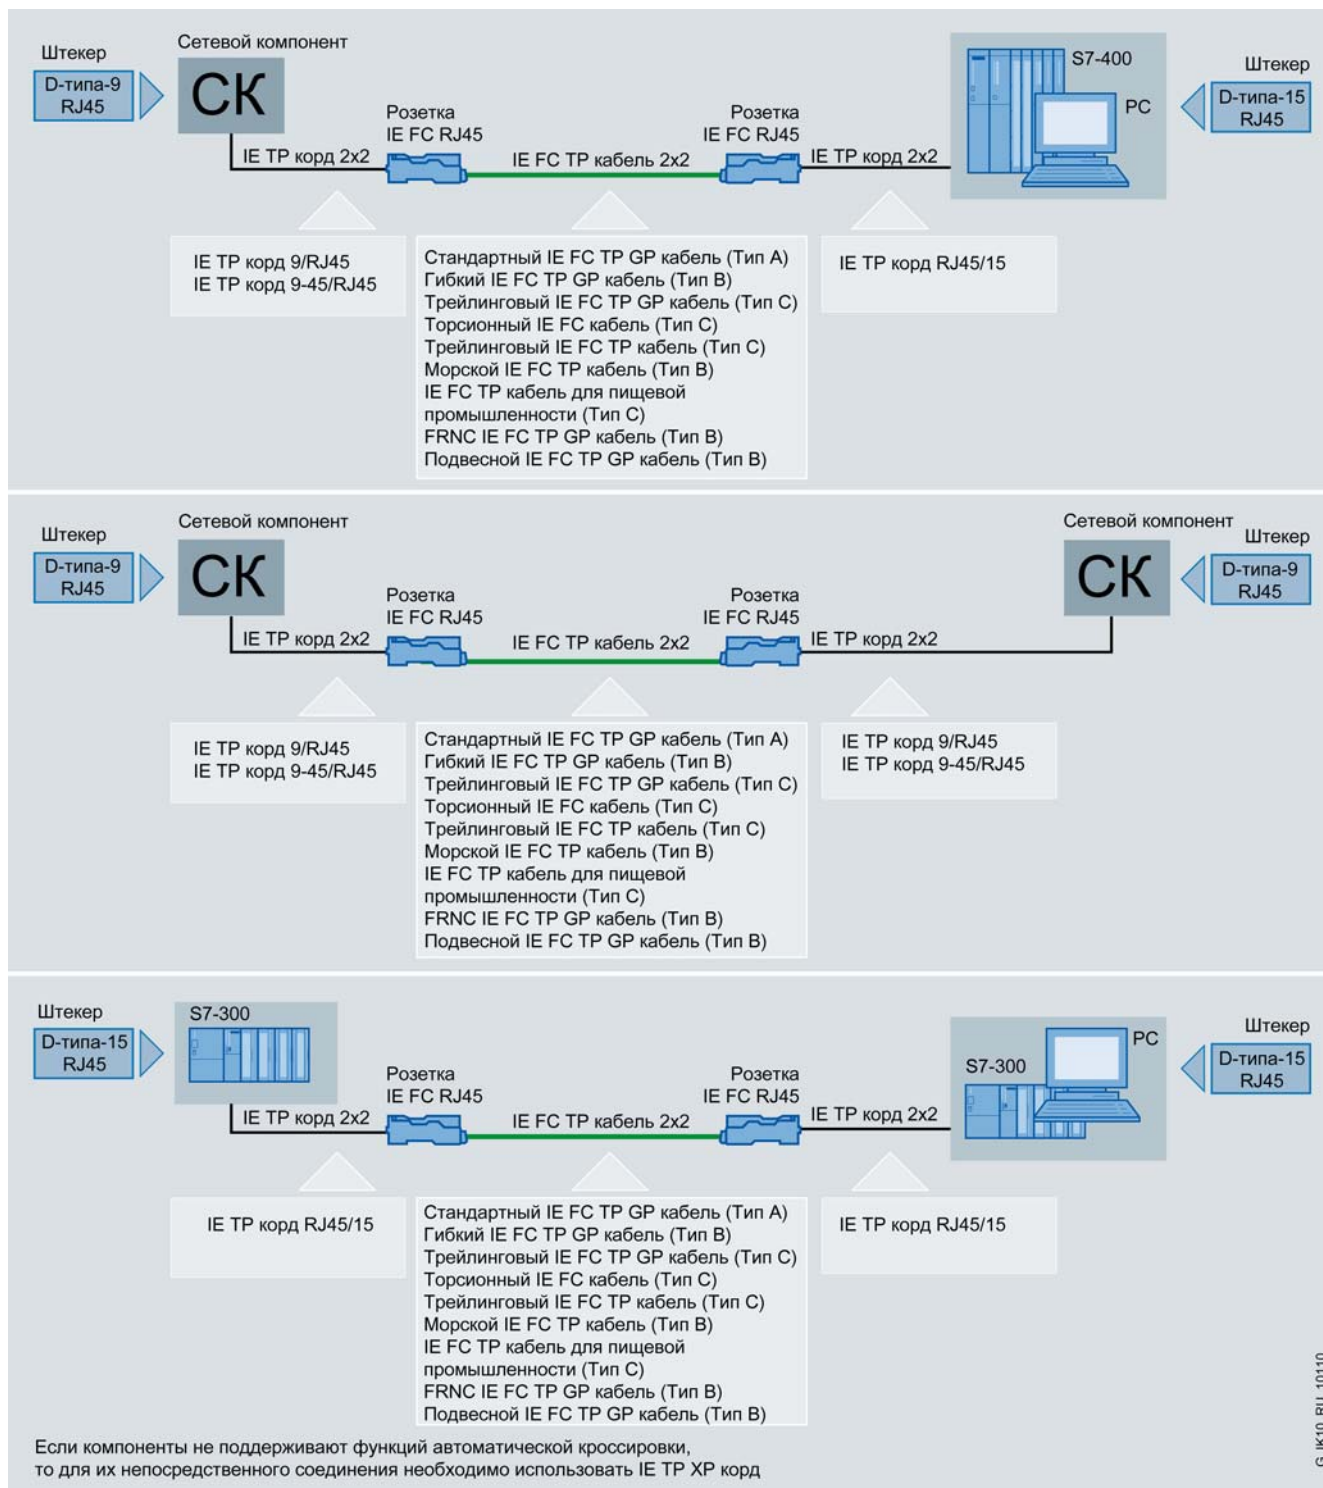 Сетевой компонент
Штекер
D-типа-9
RJ45
СК
Розетка
IE FC RJ45
Розетка
IE FC RJ45
S7-400
PC
Штекер
D-типа-15
RJ45
IE TP корд 2x2
IE FC TP кабель 2x2
IE TP корд 2x2
IE TP корд 9/RJ45
IE TP корд 9-45/RJ45
Стандартный IE FC TP GP кабель (Тип A)
Гибкий IE FC TP GP кабель (Тип B)
Трейлинговый IE FC TP GP кабель (Тип C)
Торсионный IE FC кабель (Тип C)
Трейлинговый IE FC TP кабель (Тип C)
Морской IE FC TP кабель (Тип B)
IE FC TP кабель для пищевой
промышленности (Тип C)
FRNC IE FC TP GP кабель (Тип B)
Подвесной IE FC TP GP кабель (Тип B)
IE TP корд RJ45/15
Сетевой компонент
Штекер
D-типа-9
RJ45
СК
Розетка
IE FC RJ45
Розетка
IE FC RJ45
Сетевой компонент
СК
Штекер
D-типа-9
RJ45
IE TP корд 2x2
IE FC TP кабель 2x2
IE TP корд 2x2
IE TP корд 9/RJ45
IE TP корд 9-45/RJ45
Стандартный IE FC TP GP кабель (Тип A)
Гибкий IE FC TP GP кабель (Тип B)
Трейлинговый IE FC TP GP кабель (Тип C)
Торсионный IE FC кабель (Тип C)
Трейлинговый IE FC TP кабель (Тип C)
Морской IE FC TP кабель (Тип B)
IE FC TP кабель для пищевой
промышленности (Тип C)
FRNC IE FC TP GP кабель (Тип B)
Подвесной IE FC TP GP кабель (Тип B)
IE TP корд 9/RJ45
IE TP корд 9-45/RJ45
Штекер
D-типа-15
RJ45
S7-300
Розетка
IE FC RJ45
Розетка
IE FC RJ45
S7-300
PC
Штекер
D-типа-15
RJ45
IE TP корд 2x2
IE FC TP кабель 2x2
IE TP корд 2x2
IE TP корд RJ45/15
Стандартный IE FC TP GP кабель (Тип A)
Гибкий IE FC TP GP кабель (Тип B)
Трейлинговый IE FC TP GP кабель (Тип C)
Торсионный IE FC кабель (Тип C)
Трейлинговый IE FC TP кабель (Тип C)
Морской IE FC TP кабель (Тип B)
IE FC TP кабель для пищевой
промышленности (Тип C)
FRNC IE FC TP GP кабель (Тип B)
Подвесной IE FC TP GP кабель (Тип B)
IE TP корд RJ45/15
Если компоненты не поддерживают функций автоматической кроссировки,
то для их непосредственного соединения необходимо использовать IE TP XP корд
G_IK10_RU_10110